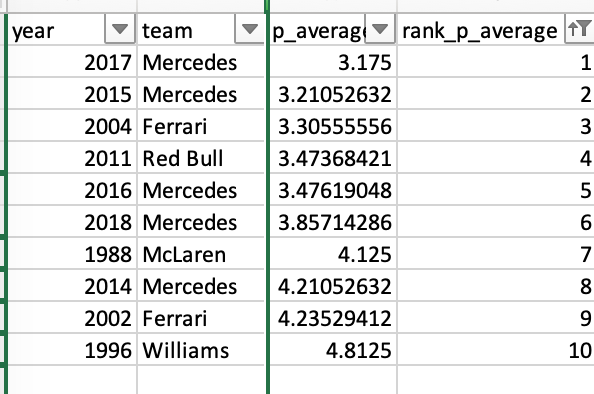 year team p_average rank_p_average
2017 Mercedes 3.175 1
2015 Mercedes 3.21052632 2
2004 Ferrari 3.30555556 3
2011 Red Bull 3.47368421 4
2016 Mercedes 3.47619048 5
2018 Mercedes 3.85714286 6
1988 McLaren 4.125 7
2014 Mercedes 4.21052632 8
2002 Ferrari 4.23529412 9
1996 Williams 4.8125 10